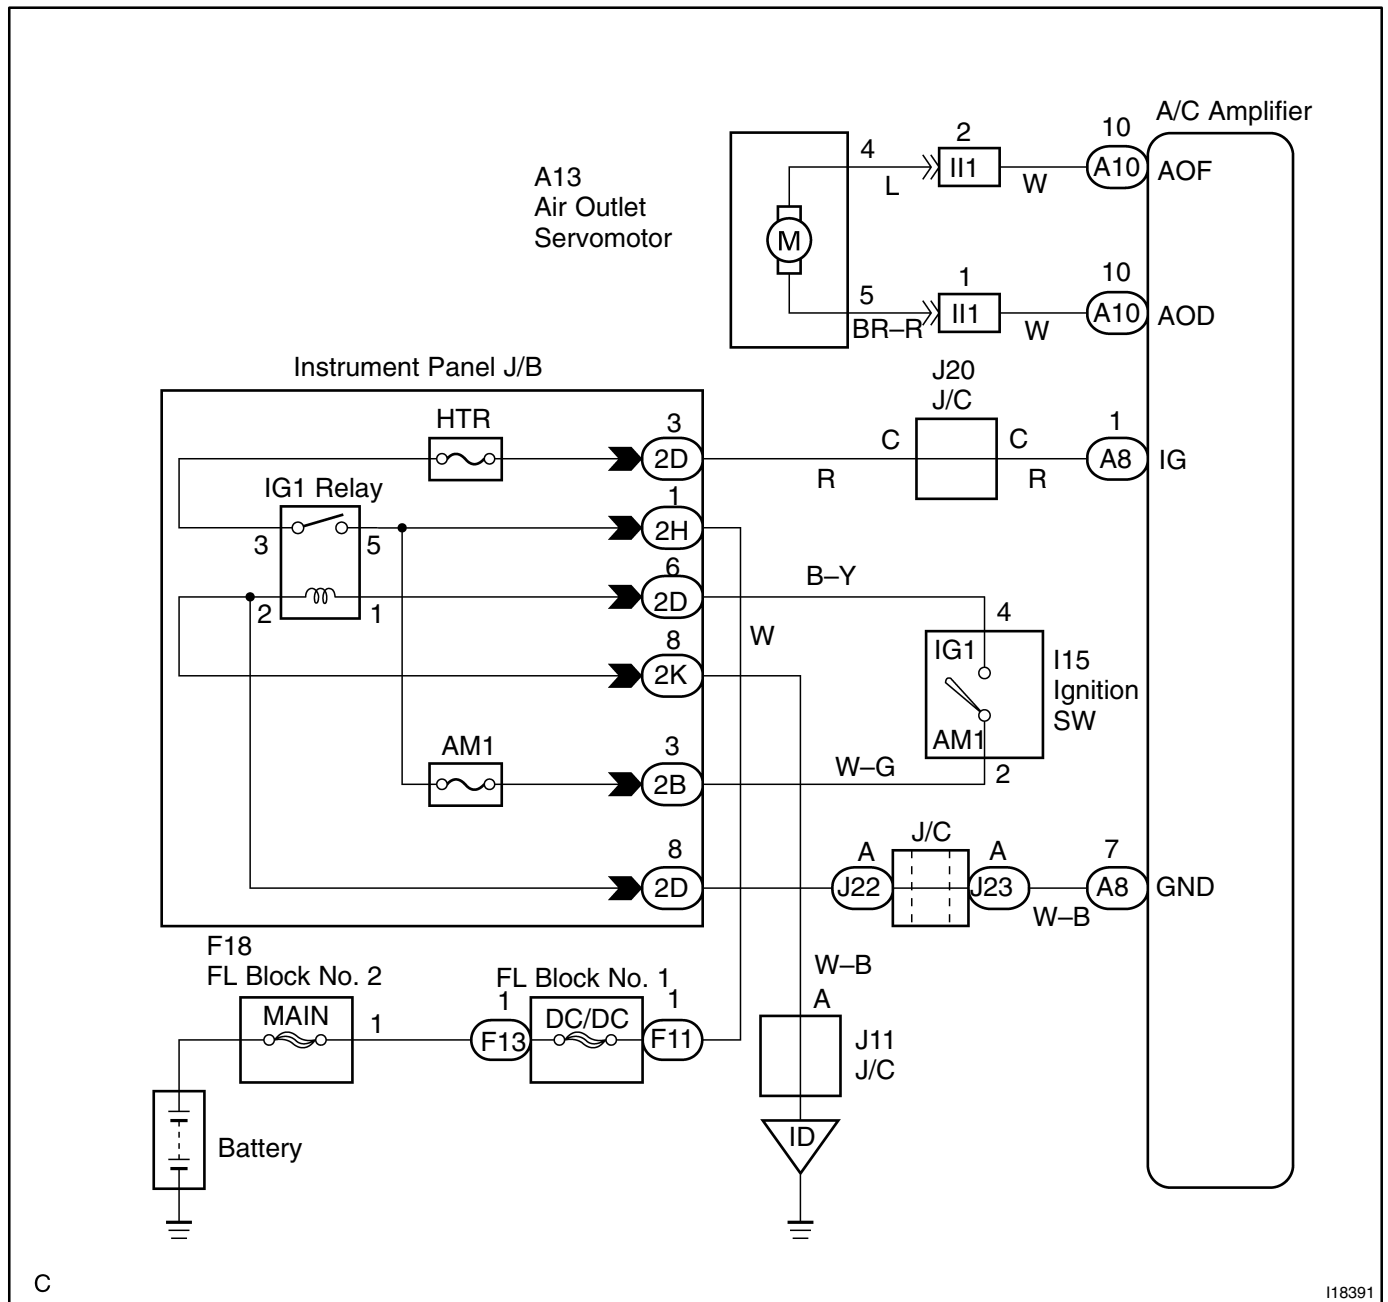 A/C Amplifier
A13
Air Outlet
Servomotor
M
4
L
2
II1
W
10
A10
AOF
5
BR–R
1
II1
W
10
A10
AOD
Instrument Panel J/B
HTR
3
2D
R
C
J20
J/C
C
R
1
A8
IG
IG1 Relay
3
5
1
2H
W
2
1
6
2D
B–Y
4
IG1
AM1
2
I15
Ignition
SW
8
2K
AM1
3
2B
W–G
8
2D
A
J22
J/C
A
J23
W–B
7
A8
GND
F18
FL Block No. 2
MAIN
1
FL Block No. 1
1
F13
DC/DC
1
F11
W–B
A
J11
J/C
ID
Battery
C
I18391